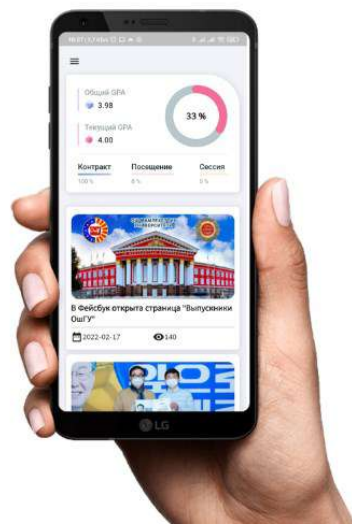 ☰
Общий GPA
3.98
Текущий GPA
4.00
33 %
Контракт Посещение Сессия
100 % 8 % 0 %
В Фейсбук открыта страница "Выпускники
ОшГУ"
2022-02-17 140
LG